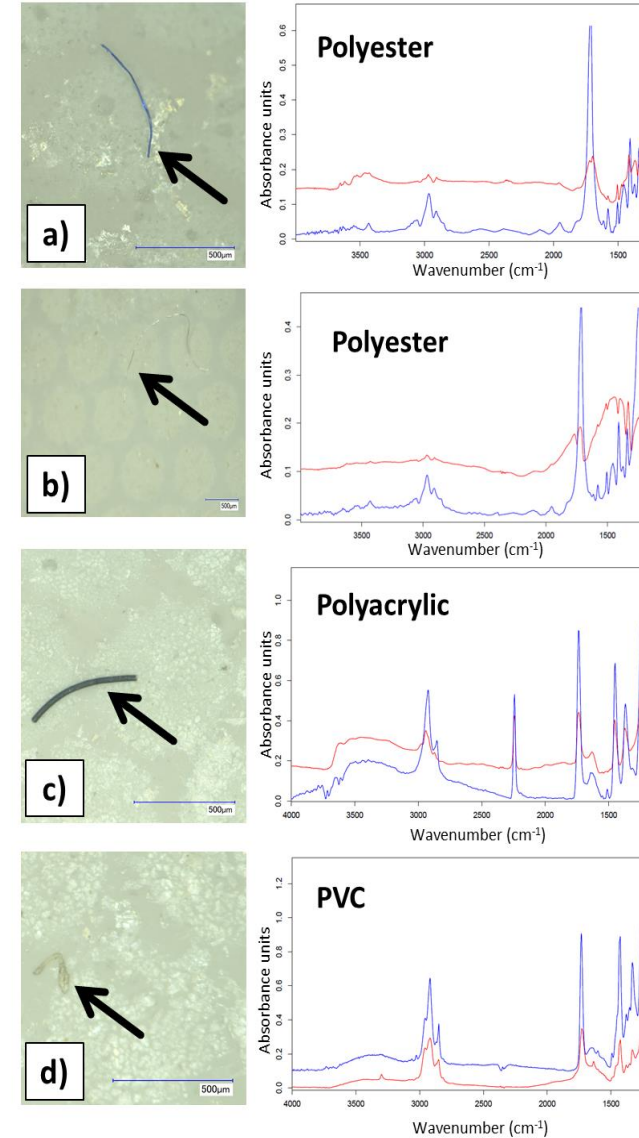 Polyester
Absorbance units
0.0 0.1 0.2 0.3 0.4 0.5 0.6
3500 3000 2500 2000 1500
Wavenumber (cm⁻¹)
a)
500µm
Polyester
Absorbance units
0.0 0.1 0.2 0.3 0.4
3500 3000 2500 2000 1500
Wavenumber (cm⁻¹)
b)
500µm
Polyacrylic
Absorbance units
0.0 0.2 0.4 0.6 0.8 1.0
4000 3500 3000 2500 2000 1500
Wavenumber (cm⁻¹)
c)
500µm
PVC
Absorbance units
0.0 0.2 0.4 0.6 0.8 1.0 1.2
4000 3500 3000 2500 2000 1500
Wavenumber (cm⁻¹)
d)
500µm